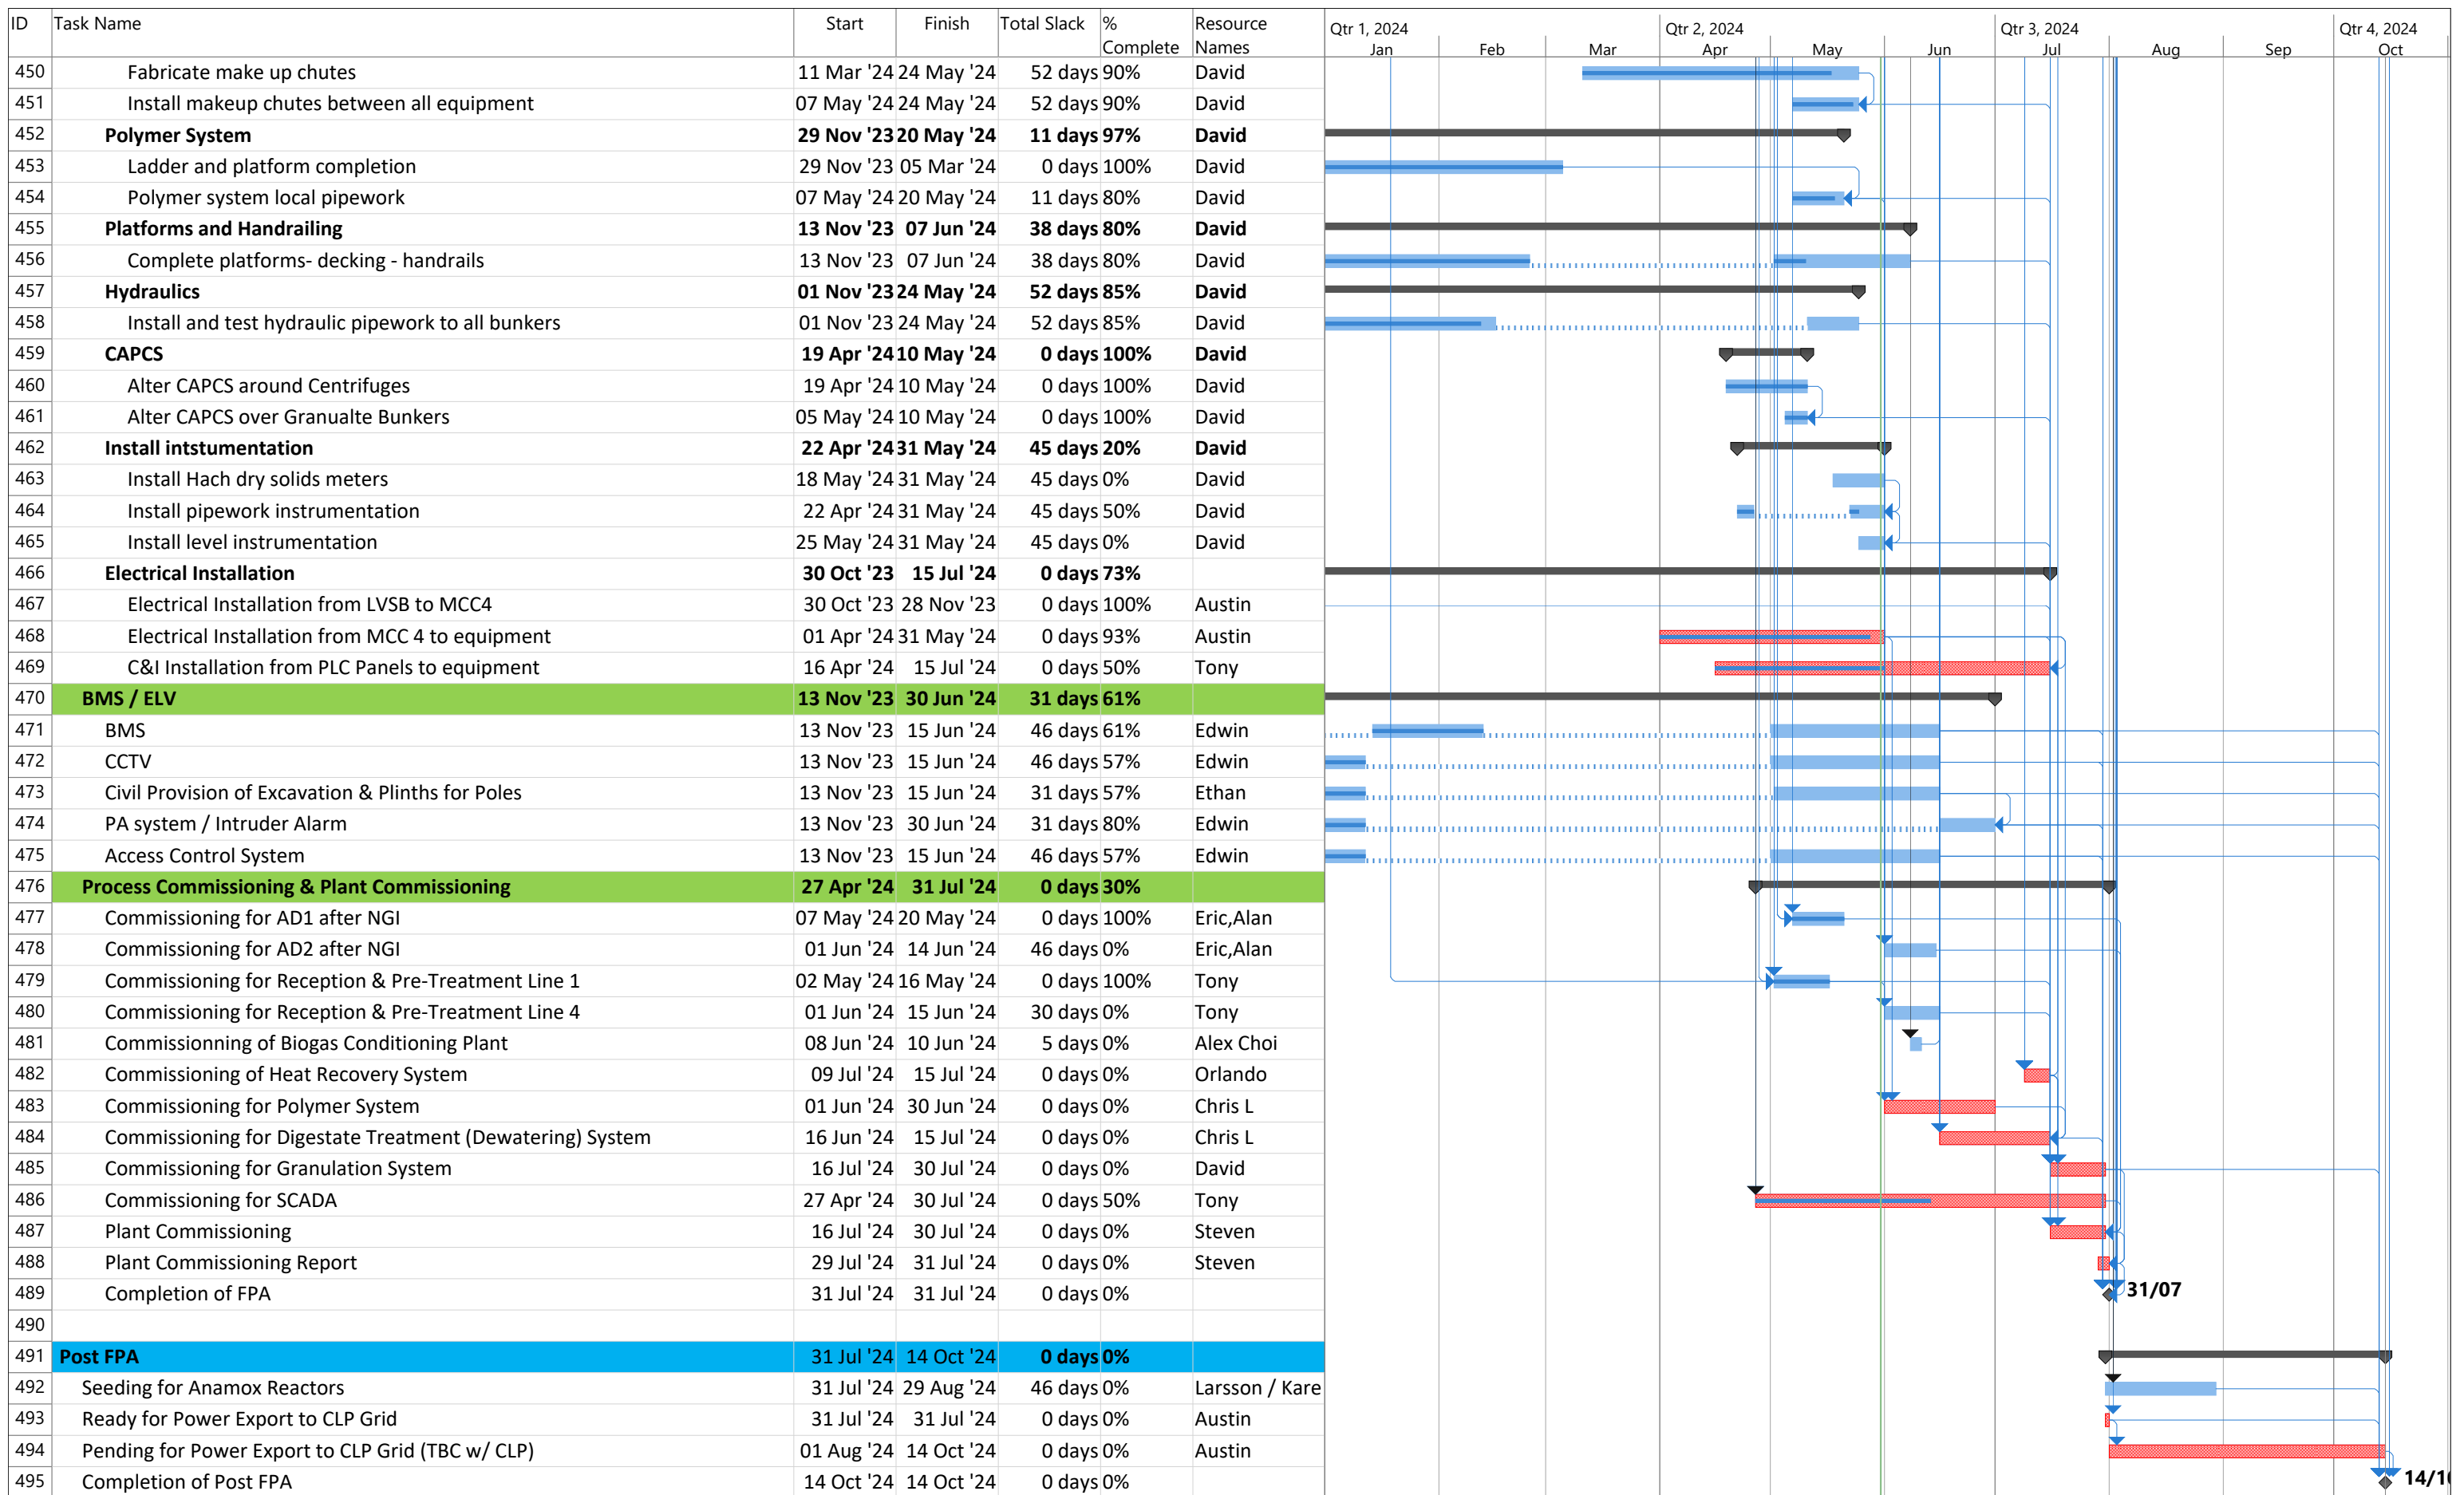 ID Task Name Start Finish Total Slack % Complete Resource Names Qtr 1, 2024 Qtr 2, 2024 Qtr 3, 2024 Qtr 4, 2024
Jan Feb Mar Apr May Jun Jul Aug Sep Oct
450 Fabricate make up chutes 11 Mar '24 24 May '24 52 days 90% David
451 Install makeup chutes between all equipment 07 May '24 24 May '24 52 days 90% David
452 Polymer System 29 Nov '23 20 May '24 11 days 97% David
453 Ladder and platform completion 29 Nov '23 05 Mar '24 0 days 100% David
454 Polymer system local pipework 07 May '24 20 May '24 11 days 80% David
455 Platforms and Handrailing 13 Nov '23 07 Jun '24 38 days 80% David
456 Complete platforms- decking - handrails 13 Nov '23 07 Jun '24 38 days 80% David
457 Hydraulics 01 Nov '23 24 May '24 52 days 85% David
458 Install and test hydraulic pipework to all bunkers 01 Nov '23 24 May '24 52 days 85% David
459 CAPCS 19 Apr '24 10 May '24 0 days 100% David
460 Alter CAPCS around Centrifuges 19 Apr '24 10 May '24 0 days 100% David
461 Alter CAPCS over Granualte Bunkers 05 May '24 10 May '24 0 days 100% David
462 Install intstumentation 22 Apr '24 31 May '24 45 days 20% David
463 Install Hach dry solids meters 18 May '24 31 May '24 45 days 0% David
464 Install pipework instrumentation 22 Apr '24 31 May '24 45 days 50% David
465 Install level instrumentation 25 May '24 31 May '24 45 days 0% David
466 Electrical Installation 30 Oct '23 15 Jul '24 0 days 73%
467 Electrical Installation from LVSB to MCC4 30 Oct '23 28 Nov '23 0 days 100% Austin
468 Electrical Installation from MCC 4 to equipment 01 Apr '24 31 May '24 0 days 93% Austin
469 C&I Installation from PLC Panels to equipment 16 Apr '24 15 Jul '24 0 days 50% Tony
470 BMS / ELV 13 Nov '23 30 Jun '24 31 days 61%
471 BMS 13 Nov '23 15 Jun '24 46 days 61% Edwin
472 CCTV 13 Nov '23 15 Jun '24 46 days 57% Edwin
473 Civil Provision of Excavation & Plinths for Poles 13 Nov '23 15 Jun '24 31 days 57% Ethan
474 PA system / Intruder Alarm 13 Nov '23 30 Jun '24 31 days 80% Edwin
475 Access Control System 13 Nov '23 15 Jun '24 46 days 57% Edwin
476 Process Commissioning & Plant Commissioning 27 Apr '24 31 Jul '24 0 days 30%
477 Commissioning for AD1 after NGI 07 May '24 20 May '24 0 days 100% Eric,Alan
478 Commissioning for AD2 after NGI 01 Jun '24 14 Jun '24 46 days 0% Eric,Alan
479 Commissioning for Reception & Pre-Treatment Line 1 02 May '24 16 May '24 0 days 100% Tony
480 Commissioning for Reception & Pre-Treatment Line 4 01 Jun '24 15 Jun '24 30 days 0% Tony
481 Commissionning of Biogas Conditioning Plant 08 Jun '24 10 Jun '24 5 days 0% Alex Choi
482 Commissioning of Heat Recovery System 09 Jul '24 15 Jul '24 0 days 0% Orlando
483 Commissioning for Polymer System 01 Jun '24 30 Jun '24 0 days 0% Chris L
484 Commissioning for Digestate Treatment (Dewatering) System 16 Jun '24 15 Jul '24 0 days 0% Chris L
485 Commissioning for Granulation System 16 Jul '24 30 Jul '24 0 days 0% David
486 Commissioning for SCADA 27 Apr '24 30 Jul '24 0 days 50% Tony
487 Plant Commissioning 16 Jul '24 30 Jul '24 0 days 0% Steven
488 Plant Commissioning Report 29 Jul '24 31 Jul '24 0 days 0% Steven
489 Completion of FPA 31 Jul '24 31 Jul '24 0 days 0% 31/07
490
491 Post FPA 31 Jul '24 14 Oct '24 0 days 0%
492 Seeding for Anamox Reactors 31 Jul '24 29 Aug '24 46 days 0% Larsson / Kare
493 Ready for Power Export to CLP Grid 31 Jul '24 31 Jul '24 0 days 0% Austin
494 Pending for Power Export to CLP Grid (TBC w/ CLP) 01 Aug '24 14 Oct '24 0 days 0% Austin
495 Completion of Post FPA 14 Oct '24 14 Oct '24 0 days 0% 14/1